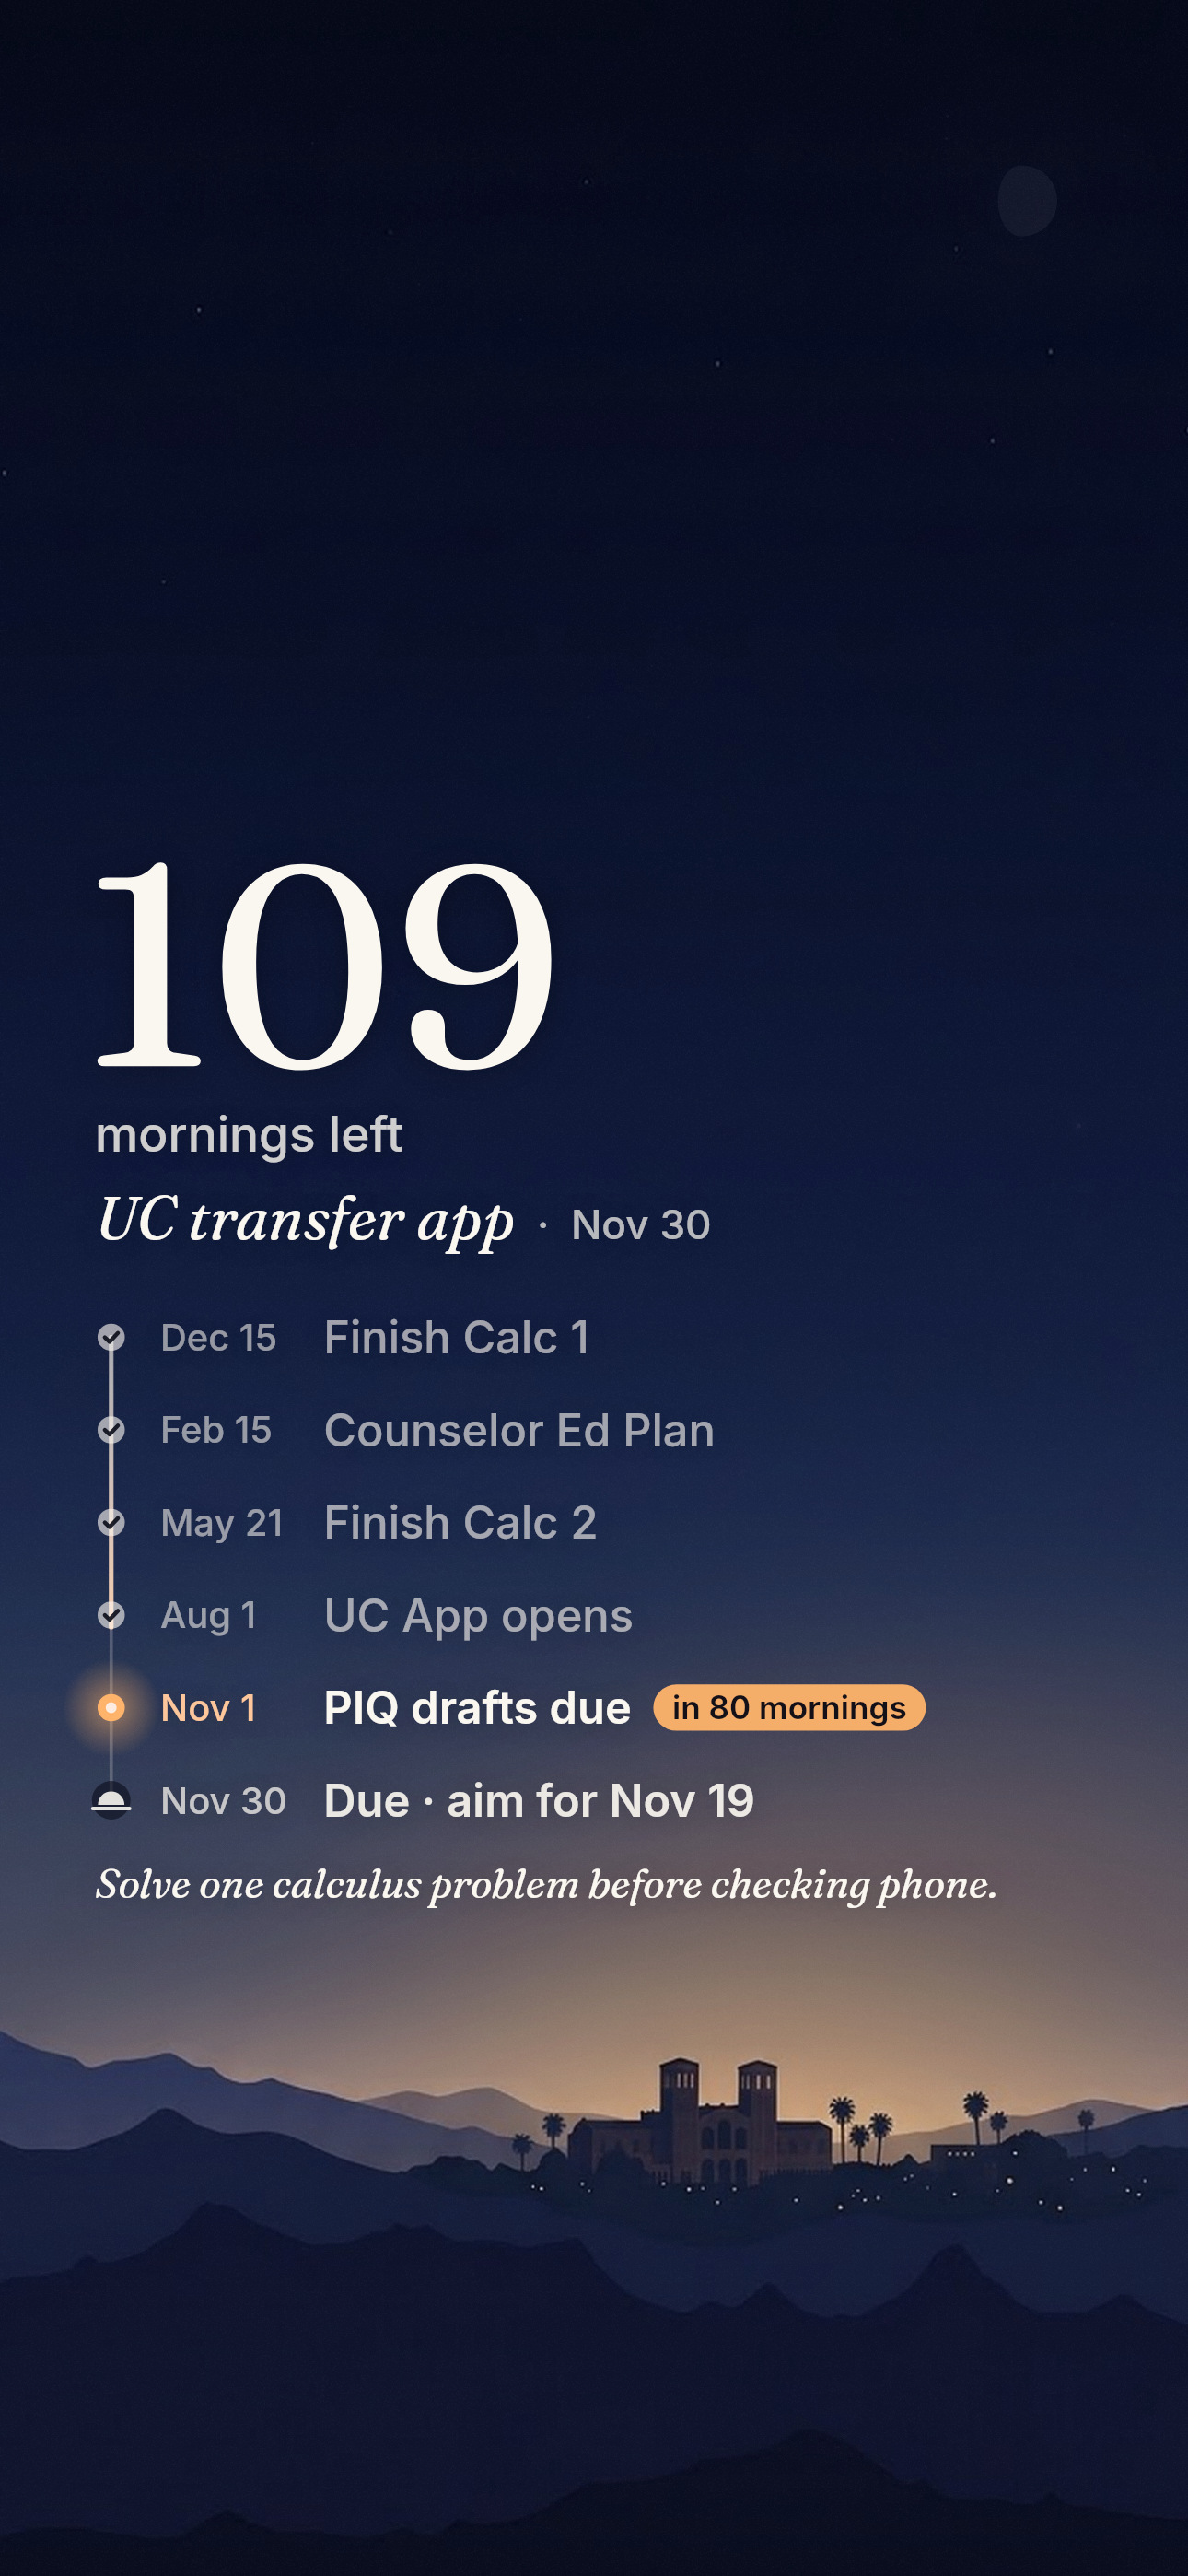 109
mornings left
UC transfer app · Nov 30
Dec 15 Finish Calc 1
Feb 15 Counselor Ed Plan
May 21 Finish Calc 2
Aug 1 UC App opens
Nov 1 PIQ drafts due in 80 mornings
Nov 30 Due · aim for Nov 19
Solve one calculus problem before checking phone.